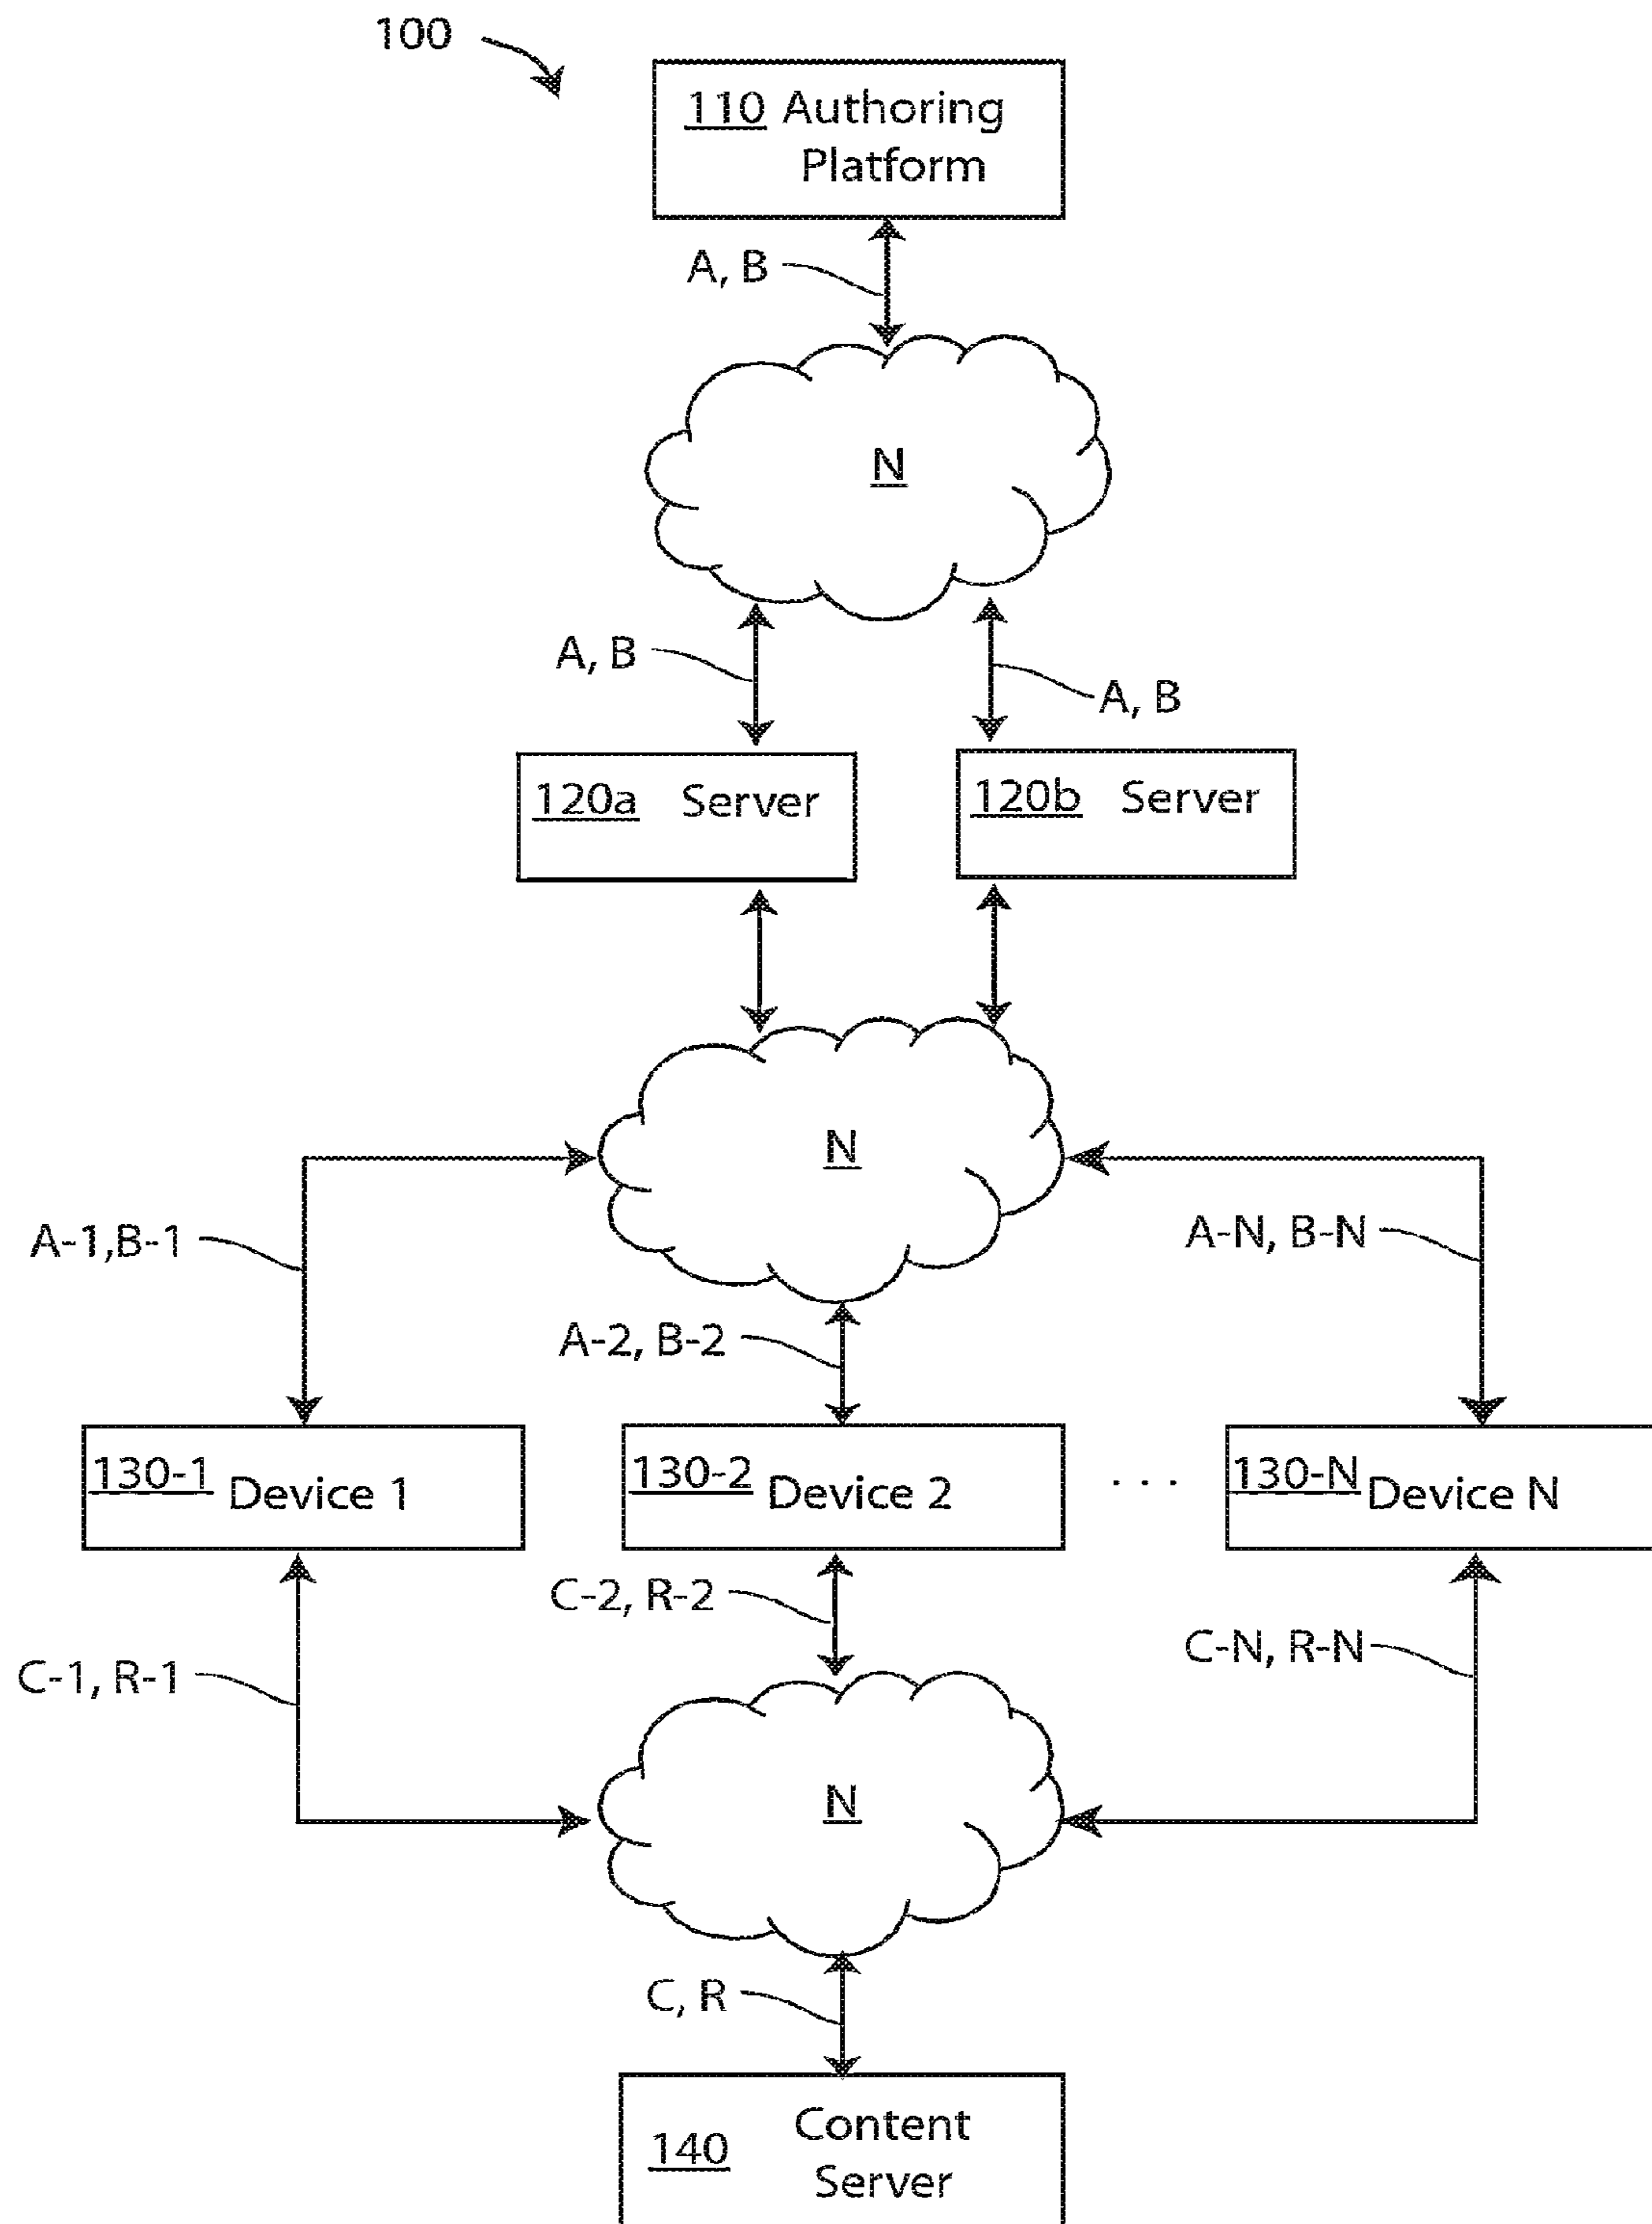 100
110 Authoring
Platform
A, B
N
A, B
A, B
120a Server
120b Server
N
A-1,B-1
A-N, B-N
A-2, B-2
130-1 Device 1
130-2 Device 2
. . .
130-N Device N
C-2, R-2
C-N, R-N
C-1, R-1
N
C, R
140 Content
Server